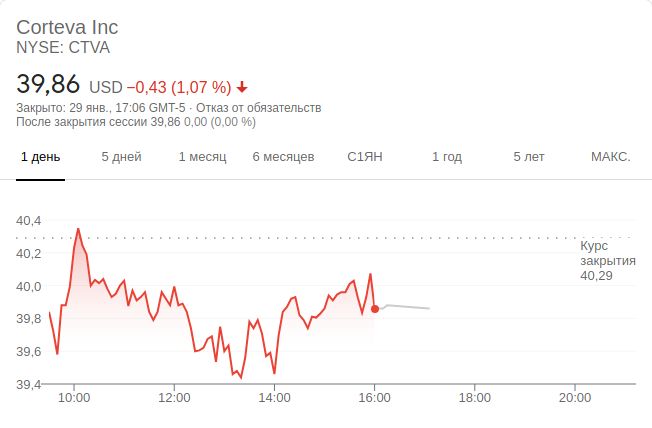 Corteva Inc
NYSE: CTVA
39,86 USD −0,43 (1,07 %)
Закрыто: 29 янв., 17:06 GMT-5 · Отказ от обязательств
После закрытия сессии 39,86 0,00 (0,00 %)
1 день 5 дней 1 месяц 6 месяцев С1ЯН 1 год 5 лет МАКС.
40,4
40,2
40,0
39,8
39,6
39,4
Курс
закрытия
40,29
10:00 12:00 14:00 16:00 18:00 20:00